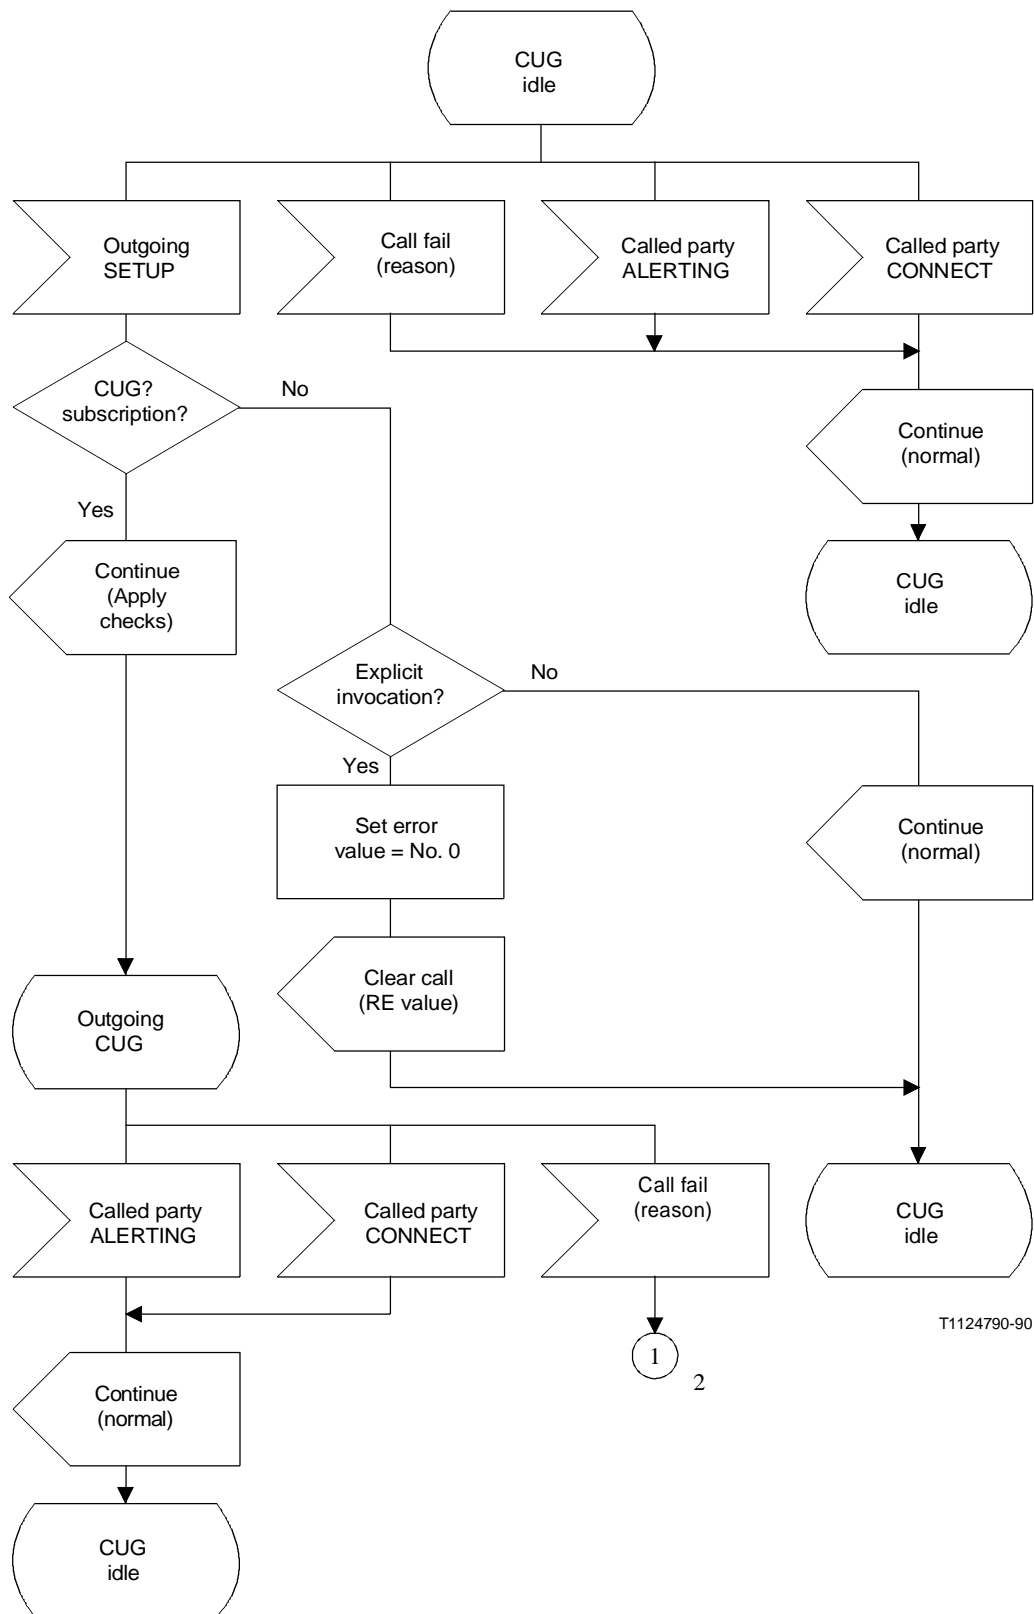 CUG
idle
Outgoing
SETUP
Call fail
(reason)
Called party
ALERTING
Called party
CONNECT
CUG?
subscription?
No
Yes
Continue
(normal)
Continue
(Apply
checks)
CUG
idle
Explicit
invocation?
No
Yes
Set error
value = No. 0
Continue
(normal)
Clear call
(RE value)
Outgoing
CUG
Called party
ALERTING
Called party
CONNECT
Call fail
(reason)
CUG
idle
T1124790-90
1
2
Continue
(normal)
CUG
idle